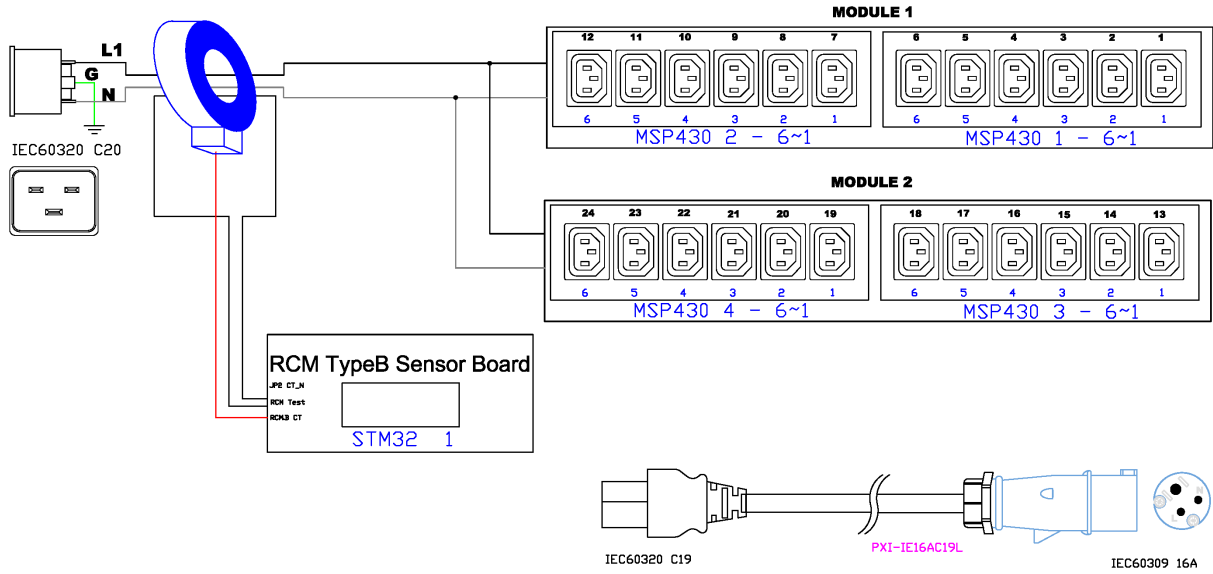 MODULE 1
L1
G
N
IEC60320 C20
12 11 10 9 8 7
6 5 4 3 2 1
6 5 4 3 2 1
MSP430 2 - 6~1
6 5 4 3 2 1
MSP430 1 - 6~1
MODULE 2
24 23 22 21 20 19
18 17 16 15 14 13
6 5 4 3 2 1
MSP430 4 - 6~1
6 5 4 3 2 1
MSP430 3 - 6~1
RCM TypeB Sensor Board
JP2 CT_N
RCM Test
RCMB CT
STM32 1
IEC60320 C19
PXI-IE16AC19L
N
L
IEC60309 16A